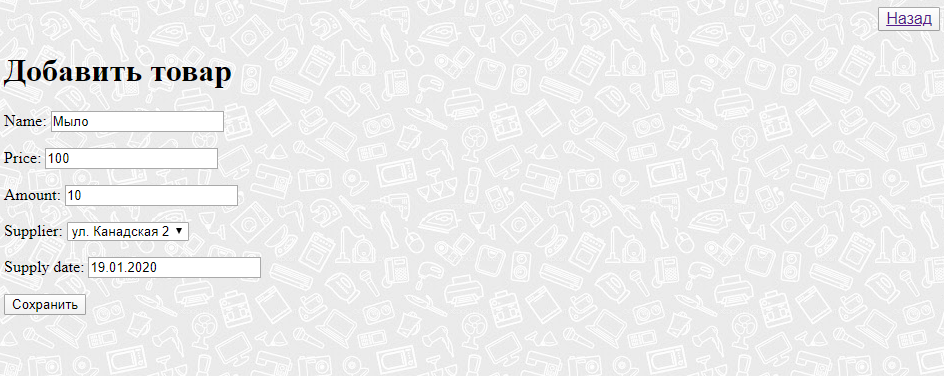 Назад
Добавить товар
Name: Мыло
Price: 100
Amount: 10
Supplier: ул. Канадская 2
Supply date: 19.01.2020
Сохранить